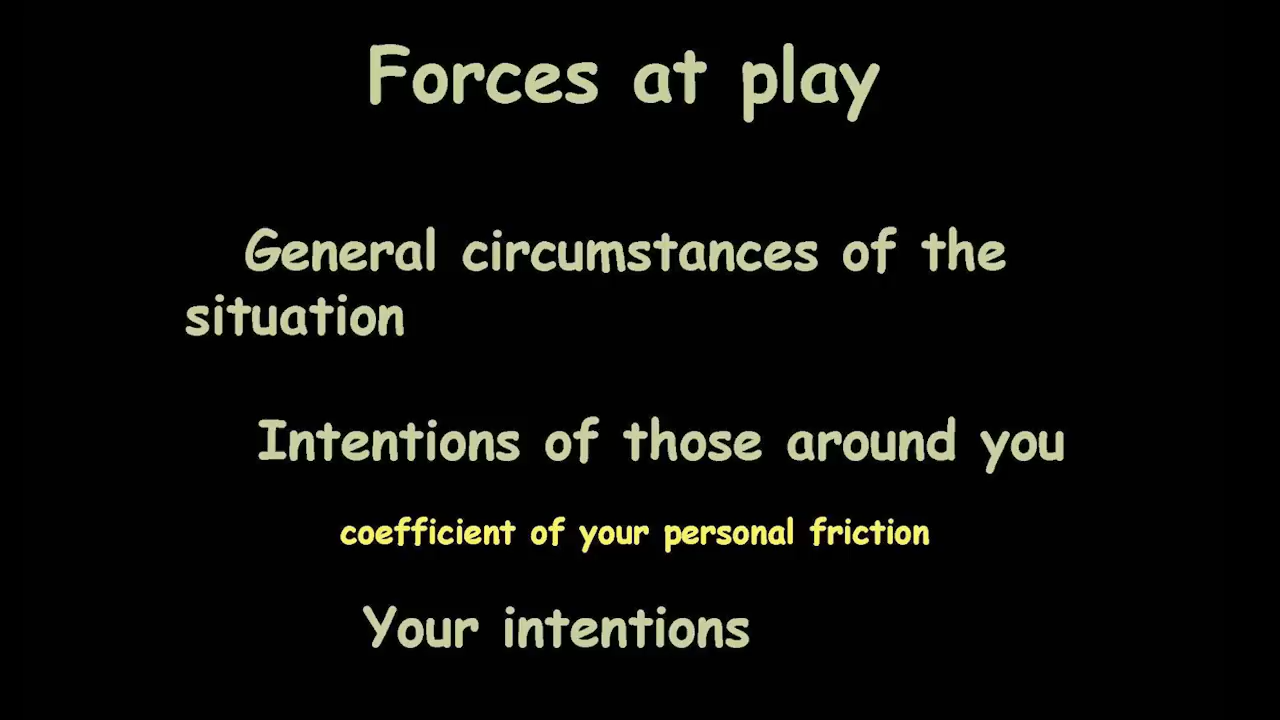 Forces at play
General circumstances of the
situation
Intentions of those around you
coefficient of your personal friction
Your intentions